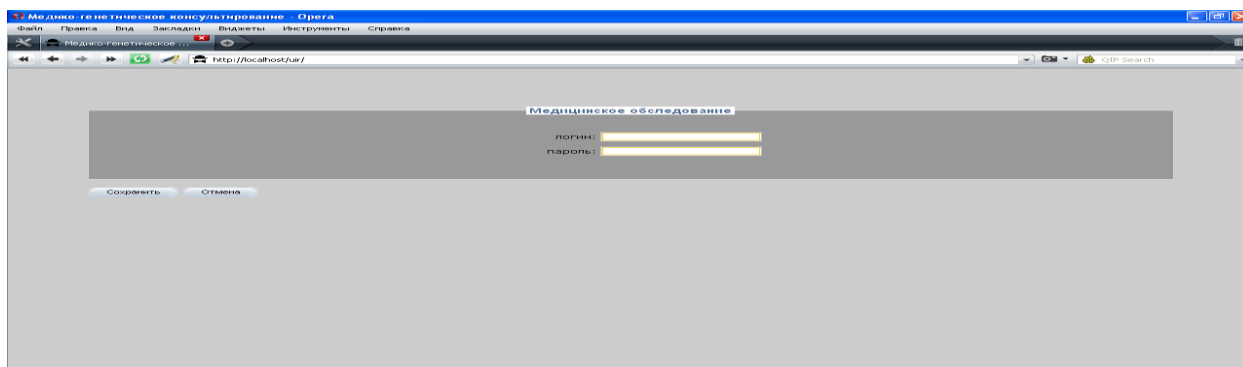 Медико-генетическое консультирование - Opera
Файл Правка Вид Закладки Виджеты Инструменты Справка
Медико-генетическое ...
http://localhost/uir/ QIP Search
Медицинское обследование
логин:
пароль:
Сохранить Отмена